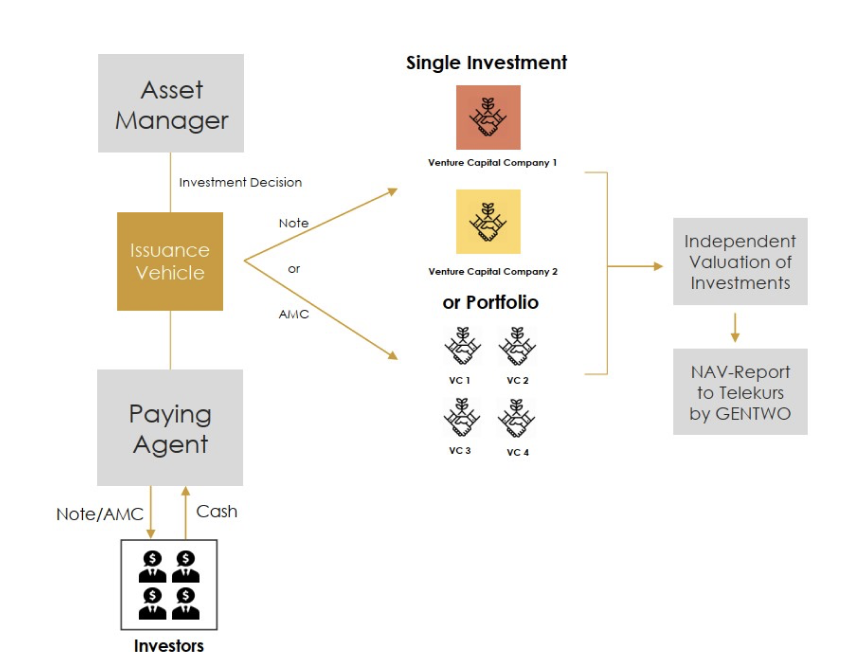 Asset
Manager
Investment Decision
Issuance
Vehicle
Paying
Agent
Note/AMC
Cash
$ $
$ $
Investors
Note
or
AMC
Single Investment
Venture Capital Company 1
Venture Capital Company 2
or Portfolio
VC 1 VC 2
VC 3 VC 4
Independent
Valuation of
Investments
NAV-Report
to Telekurs
by GENTWO